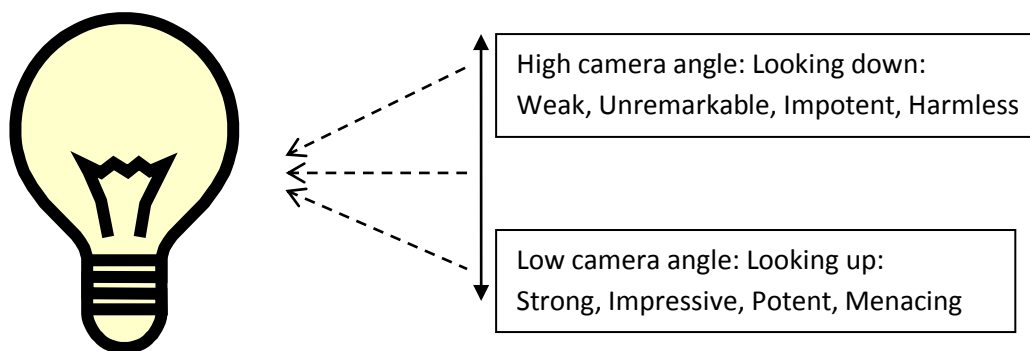 High camera angle: Looking down:
Weak, Unremarkable, Impotent, Harmless
Low camera angle: Looking up:
Strong, Impressive, Potent, Menacing